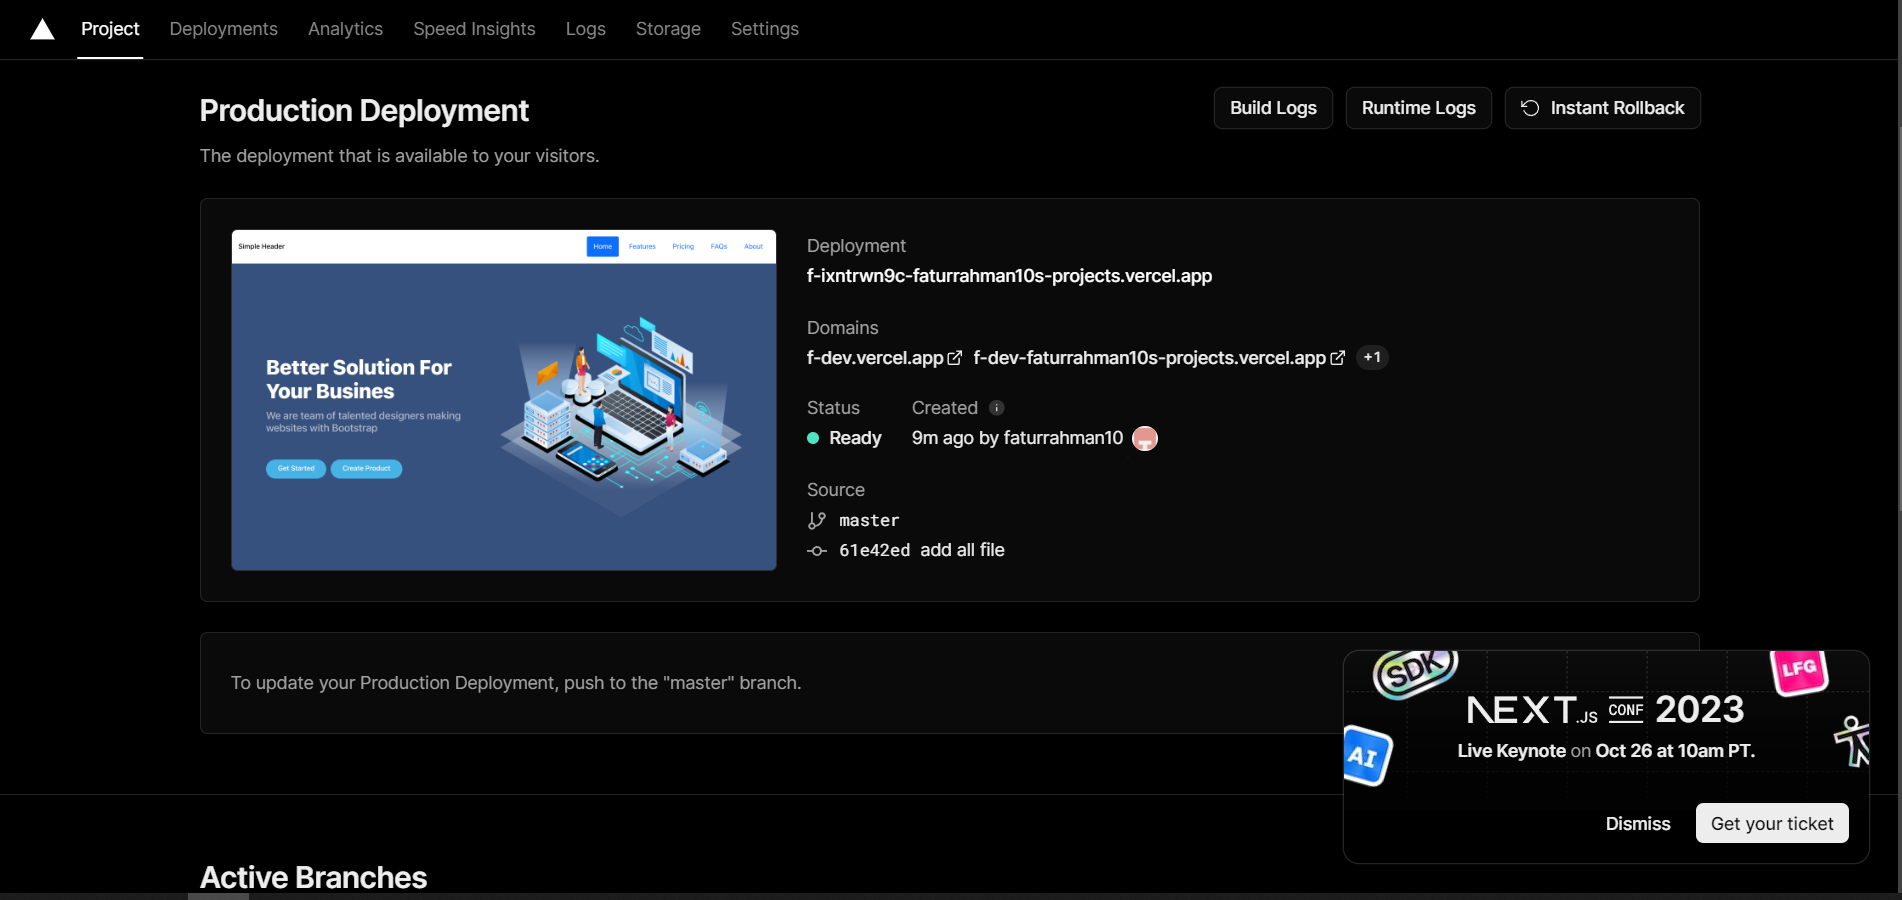 Project Deployments Analytics Speed Insights Logs Storage Settings
Production Deployment
Build Logs Runtime Logs Instant Rollback
The deployment that is available to your visitors.
Simple Header Home Features Pricing FAQs About
Better Solution For
Your Busines
We are team of talented designers making
websites with Bootstrap
Get Started Create Product
Deployment
f-ixntrwn9c-faturrahman10s-projects.vercel.app
Domains
f-dev.vercel.app f-dev-faturrahman10s-projects.vercel.app +1
Status Created
Ready 9m ago by faturrahman10
Source
master
61e42ed add all file
To update your Production Deployment, push to the "master" branch.
SDK
LFG
AI
NEXT.JS CONF 2023
Live Keynote on Oct 26 at 10am PT.
Dismiss Get your ticket
Active Branches